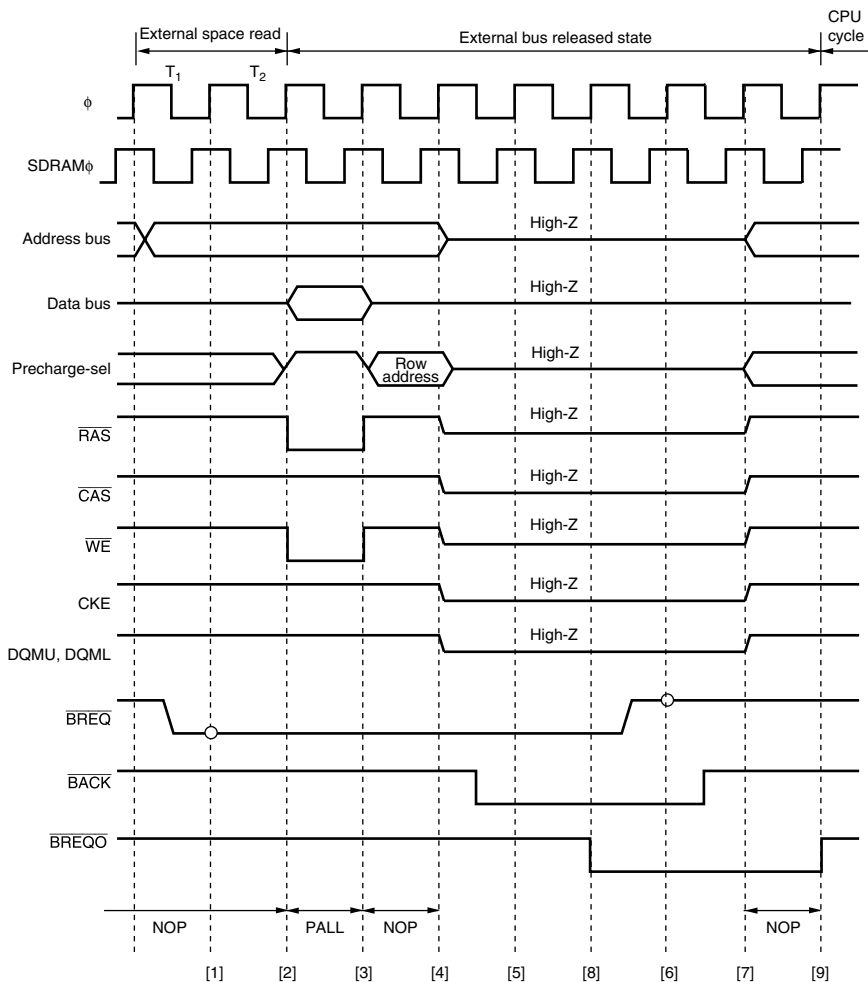 External space read
External bus released state
CPU
cycle
T1
T2
ϕ
SDRAMϕ
Address bus
High-Z
Data bus
High-Z
Precharge-sel
Row
address
High-Z
RAS
High-Z
CAS
High-Z
WE
High-Z
CKE
High-Z
DQMU, DQML
High-Z
BREQ
BACK
BREQO
NOP
PALL
NOP
NOP
[1]
[2]
[3]
[4]
[5]
[8]
[6]
[7]
[9]